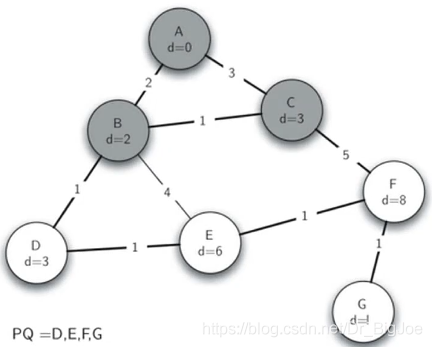 A
d=0
2
3
B
d=2
1
C
d=3
5
1
4
F
d=8
D
d=3
1
E
d=6
1
1
G
d=!
PQ =D,E,F,G
https://blog.csdn.net/Dr_BigJoe